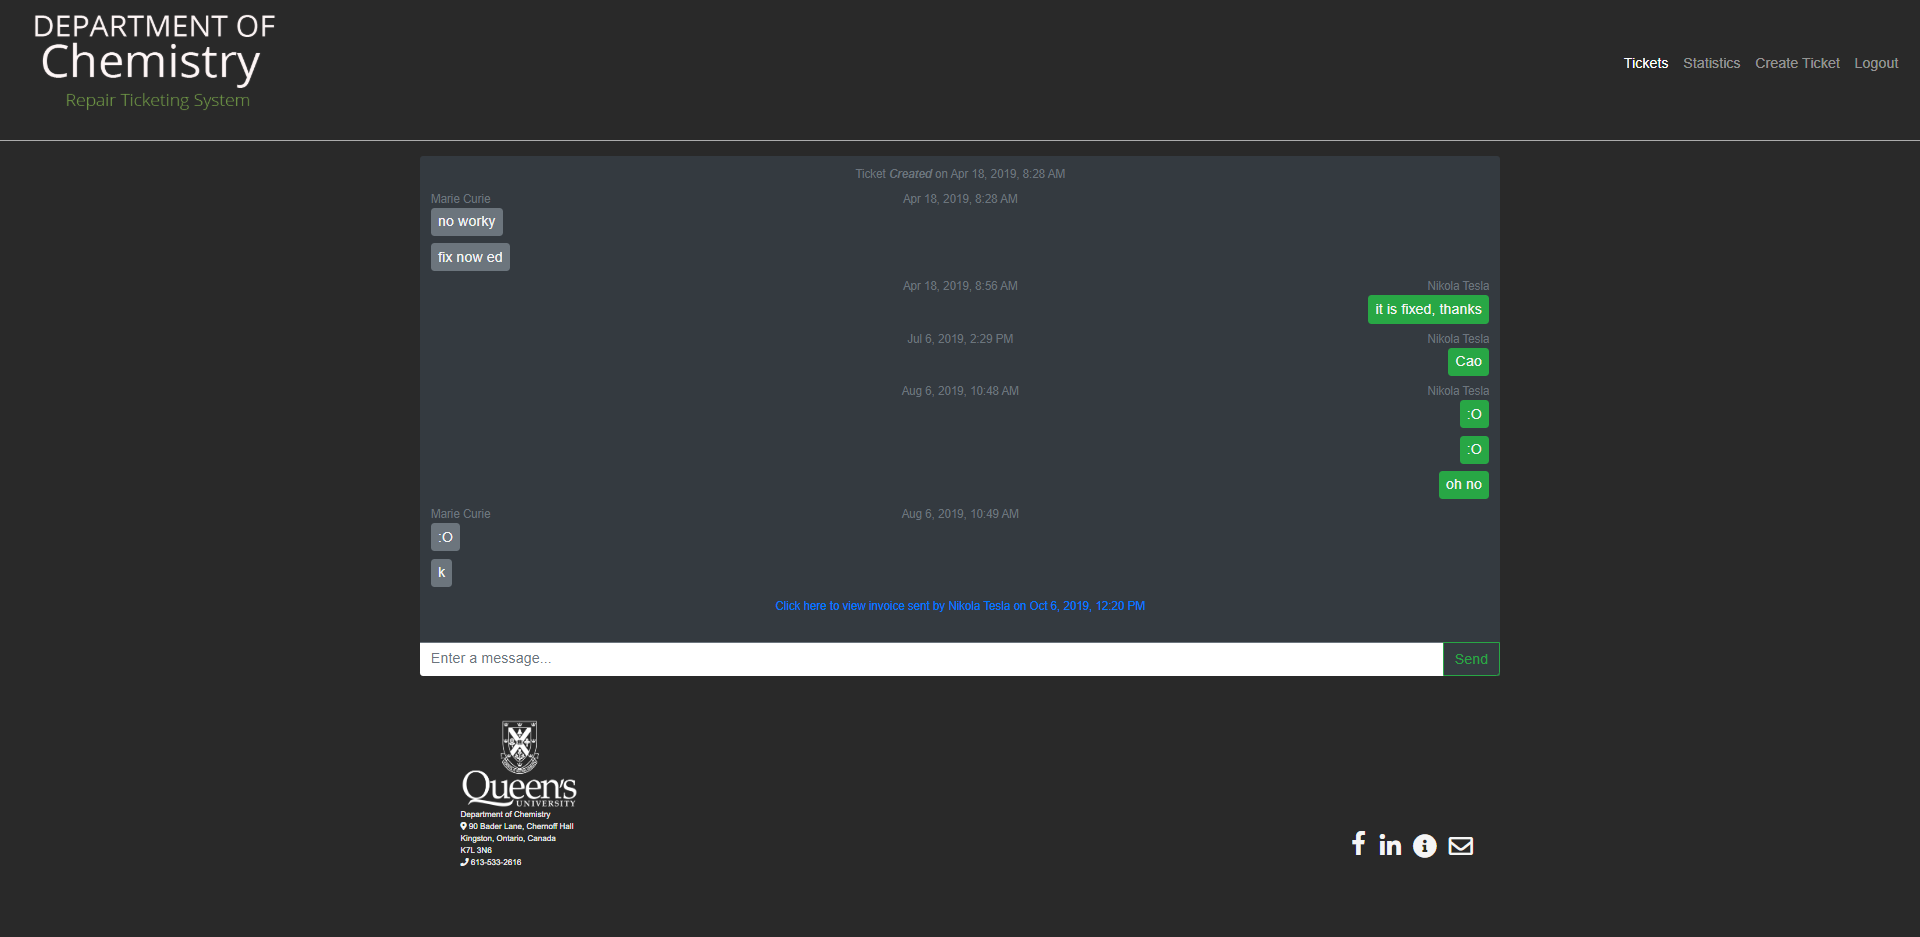 DEPARTMENT OF
Chemistry
Repair Ticketing System
Tickets Statistics Create Ticket Logout
Ticket Created on Apr 18, 2019, 8:28 AM
Marie Curie Apr 18, 2019, 8:28 AM
no worky
fix now ed
Apr 18, 2019, 8:56 AM Nikola Tesla
it is fixed, thanks
Jul 6, 2019, 2:29 PM Nikola Tesla
Cao
Aug 6, 2019, 10:48 AM Nikola Tesla
:O
:O
oh no
Marie Curie Aug 6, 2019, 10:49 AM
:O
k
Click here to view invoice sent by Nikola Tesla on Oct 6, 2019, 12:20 PM
Enter a message... Send
Queen's
UNIVERSITY
Department of Chemistry
90 Bader Lane, Chernoff Hall
Kingston, Ontario, Canada
K7L 3N6
613-533-2616